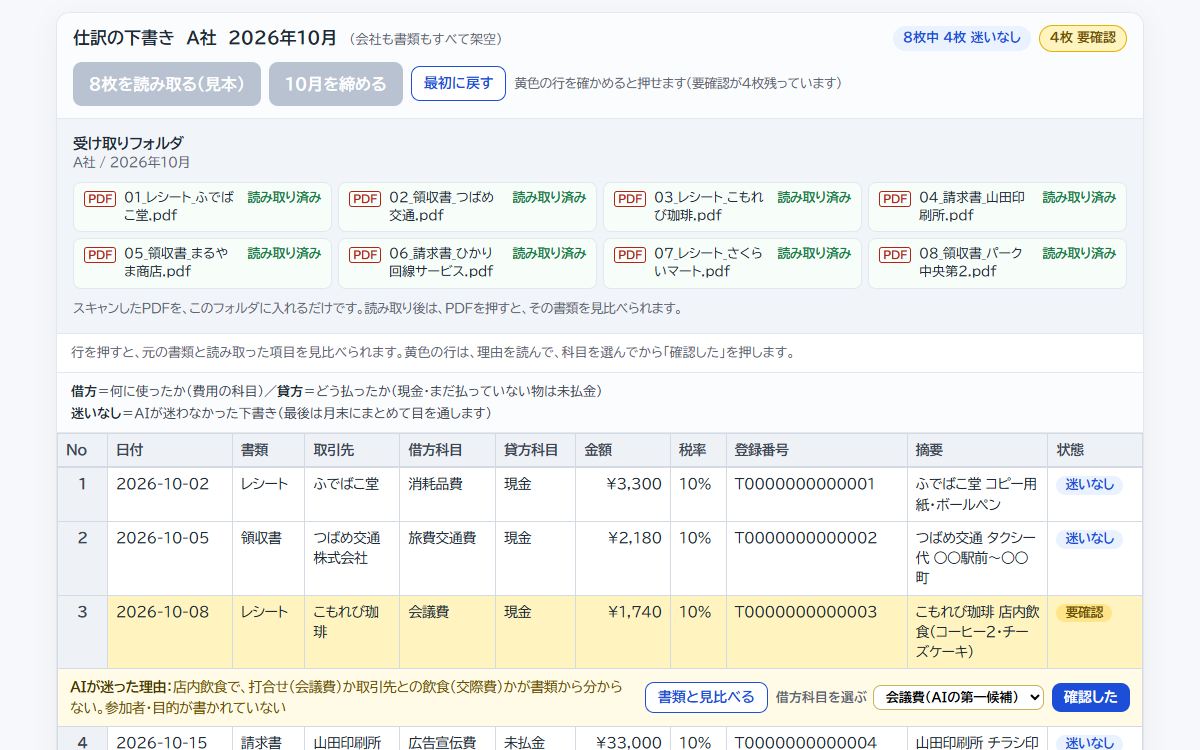 仕訳の下書き A社 2026年10月 (会社も書類もすべて架空)
8枚中 4枚 迷いなし
4枚 要確認
8枚を読み取る(見本)
10月を締める
最初に戻す
黄色の行を確かめると押せます(要確認が4枚残っています)
受け取りフォルダ
A社 / 2026年10月
PDF 01_レシート_ふでば
こ堂.pdf
読み取り済み
PDF 02_領収書_つばめ
交通.pdf
読み取り済み
PDF 03_レシート_こもれ
び珈琲.pdf
読み取り済み
PDF 04_請求書_山田印
刷所.pdf
読み取り済み
PDF 05_領収書_まるや
ま商店.pdf
読み取り済み
PDF 06_請求書_ひかり
回線サービス.pdf
読み取り済み
PDF 07_レシート_さくら
いマート.pdf
読み取り済み
PDF 08_領収書_パーク
中央第2.pdf
読み取り済み
スキャンしたPDFを、このフォルダに入れるだけです。読み取り後は、PDFを押すと、その書類を見比べられます。
行を押すと、元の書類と読み取った項目を見比べられます。黄色の行は、理由を読んで、科目を選んでから「確認した」を押します。
借方=何に使ったか(費用の科目)/貸方=どう払ったか(現金・まだ払っていない物は未払金)
迷いなし=AIが迷わなかった下書き(最後は月末にまとめて目を通します)
No 日付 書類 取引先 借方科目 貸方科目 金額 税率 登録番号 摘要 状態
1 2026-10-02 レシート ふでばこ堂 消耗品費 現金 ¥3,300 10% T0000000000001 ふでばこ堂 コピー用
紙・ボールペン
迷いなし
2 2026-10-05 領収書 つばめ交通
株式会社
旅費交通費 現金 ¥2,180 10% T0000000000002 つばめ交通 タクシー
代 〇〇駅前〜〇〇
町
迷いなし
3 2026-10-08 レシート こもれび珈
琲
会議費 現金 ¥1,740 10% T0000000000003 こもれび珈琲 店内飲
食(コーヒー2・チー
ズケーキ)
要確認
AIが迷った理由:店内飲食で、打合せ(会議費)か取引先との飲食(交際費)かが書類から分から
ない。参加者・目的が書かれていない
書類と見比べる
借方科目を選ぶ
会議費(AIの第一候補)
確認した
4 2026-10-15 請求書 山田印刷所 広告宣伝費 未払金 ¥33,000 10% T0000000000004 山田印刷所 チラシ印
迷いなし